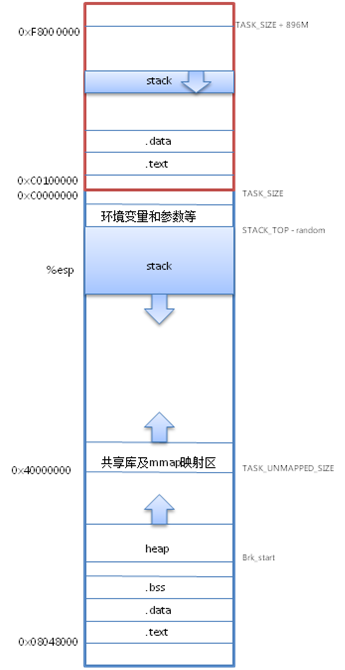 0xF8000000
TASK_SIZE + 896M
stack
.data
.text
0xC0100000
0xC0000000
TASK_SIZE
环境变量和参数等
STACK_TOP - random
%esp
stack
共享库及mmap映射区
0x40000000
TASK_UNMAPPED_SIZE
heap
Brk_start
.bss
.data
.text
0x08048000